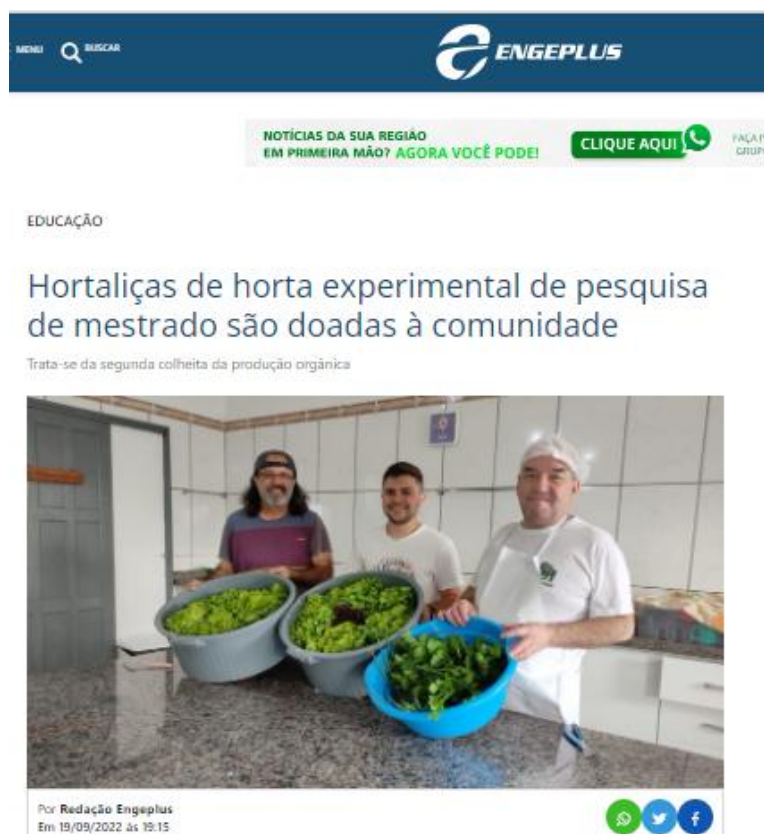 MENU
BUSCAR
ENGEPLUS
NOTÍCIAS DA SUA REGIÃO
EM PRIMEIRA MÃO? AGORA VOCÊ PODE!
CLIQUE AQUI
EDUCAÇÃO
Hortaliças de horta experimental de pesquisa
de mestrado são doadas à comunidade
Trata-se da segunda colheita da produção orgânica
Por Redação Engeplus
Em 19/09/2022 às 19:15